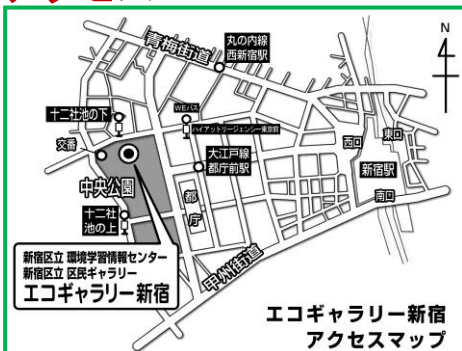 N
青梅街道
丸の内線
西新宿駅
十二社池の下
WEバス
ハイアットリージェンシー東京前
交番
大江戸線
都庁前駅
西口
東口
新宿駅
中央公園
都庁
南口
十二社
池の上
甲州街道
新宿区立 環境学習情報センター
新宿区立 区民ギャラリー
エコギャラリー新宿
エコギャラリー新宿
アクセスマップ